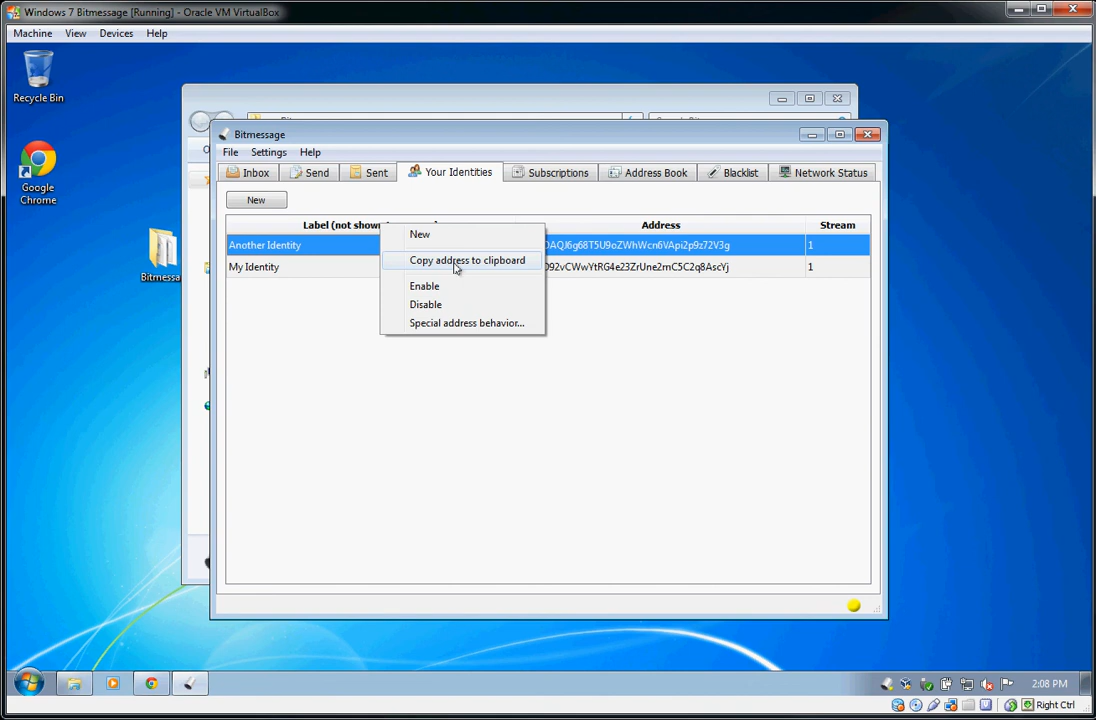 Windows 7 Bitmessage [Running] - Oracle VM VirtualBox
Machine View Devices Help
Recycle Bin
Google
Chrome
Bitmessa
Bitmessage
File Settings Help
Inbox Send Sent Your Identities Subscriptions Address Book Blacklist Network Status
New
Label (not show Address Stream
Another Identity 1
My Identity 1
New
Copy address to clipboard
Enable
Disable
Special address behavior...
2:08 PM
Right Ctrl